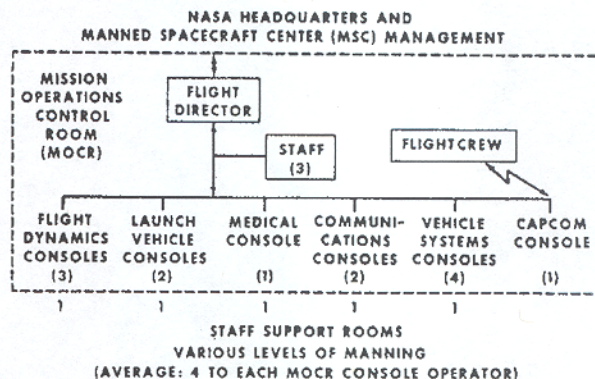 NASA HEADQUARTERS AND
MANNED SPACECRAFT CENTER (MSC) MANAGEMENT
MISSION
OPERATIONS
CONTROL
ROOM
(MOCR)
FLIGHT
DIRECTOR
STAFF
(3)
FLIGHTCREW
FLIGHT
DYNAMICS
CONSOLES
(3)
LAUNCH
VEHICLE
CONSOLES
(2)
MEDICAL
CONSOLE
(1)
COMMUNI-
CATIONS
CONSOLES
(2)
VEHICLE
SYSTEMS
CONSOLES
(4)
CAPCOM
CONSOLE
(1)
STAFF SUPPORT ROOMS
VARIOUS LEVELS OF MANNING
(AVERAGE: 4 TO EACH MOCR CONSOLE OPERATOR)